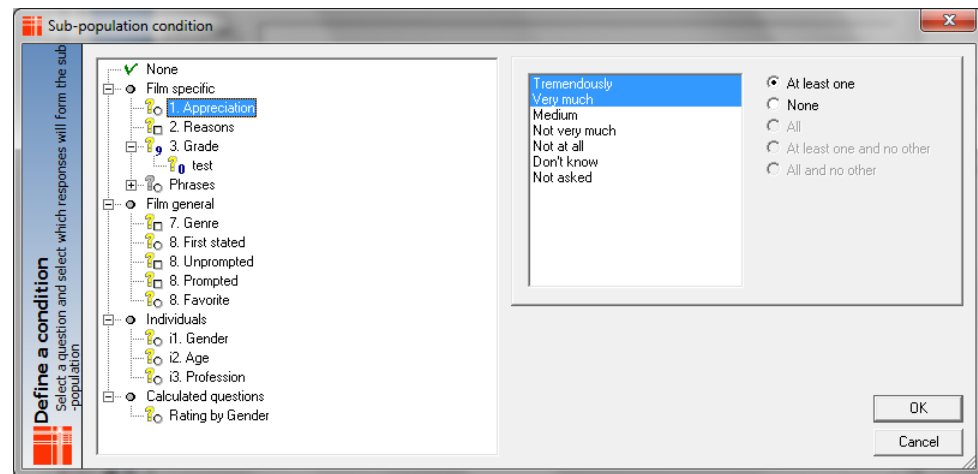 Sub-population condition
Define a condition
Select a question and select which responses will form the sub
-population
None
Film specific
1. Appreciation
2. Reasons
3. Grade
test
Phrases
Film general
7. Genre
8. First stated
8. Unprompted
8. Prompted
8. Favorite
Individuals
i1. Gender
i2. Age
i3. Profession
Calculated questions
Rating by Gender
Tremendously
Very much
Medium
Not very much
Not at all
Don't know
Not asked
At least one
None
All
At least one and no other
All and no other
OK
Cancel